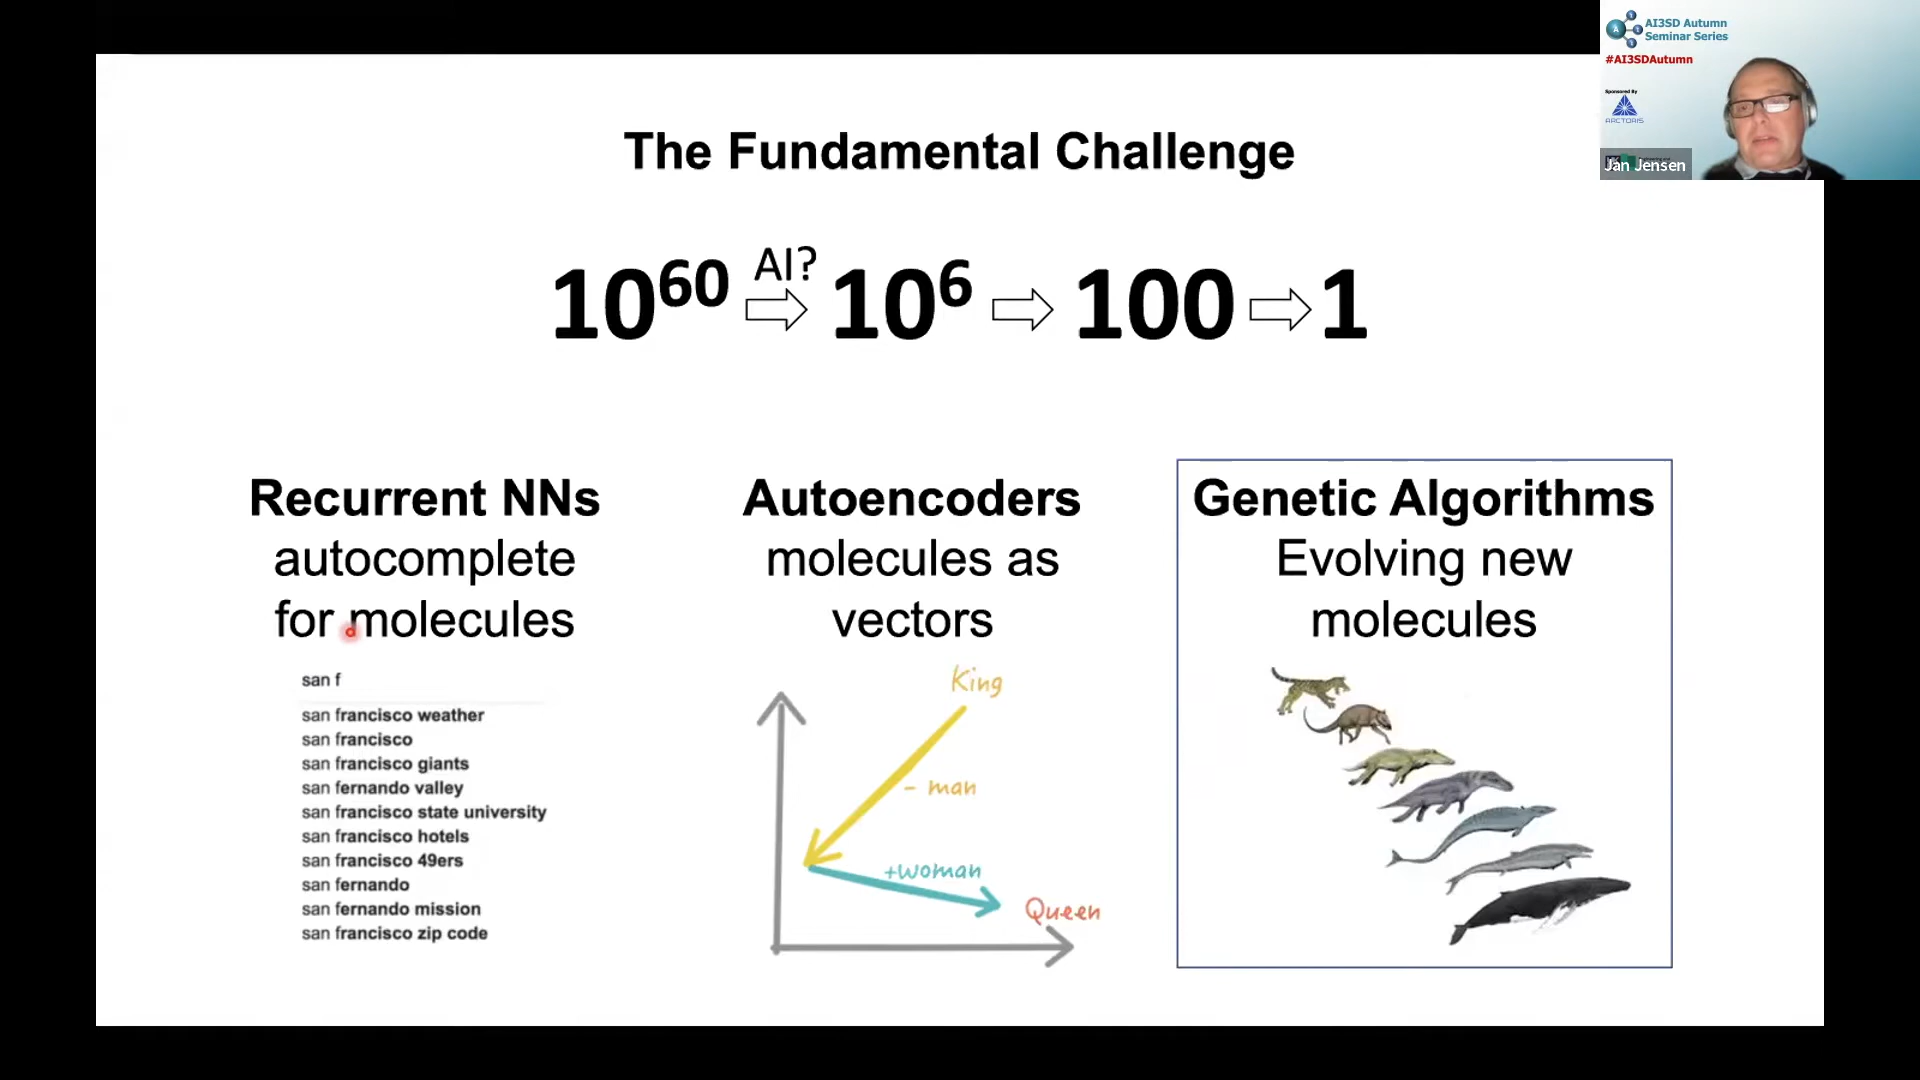 The Fundamental Challenge
AI?
10⁶⁰ ⇨ 10⁶ ⇨ 100 ⇨ 1
Recurrent NNs
autocomplete
for molecules
san f
san francisco weather
san francisco
san francisco giants
san fernando valley
san francisco state university
san francisco hotels
san francisco 49ers
san fernando
san fernando mission
san francisco zip code
Autoencoders
molecules as
vectors
King
- man
+woman
Queen
Genetic Algorithms
Evolving new
molecules
AI3SD Autumn
Seminar Series
#AI3SDAutumn
Sponsored By
ARCTORIS
Jan Jensen